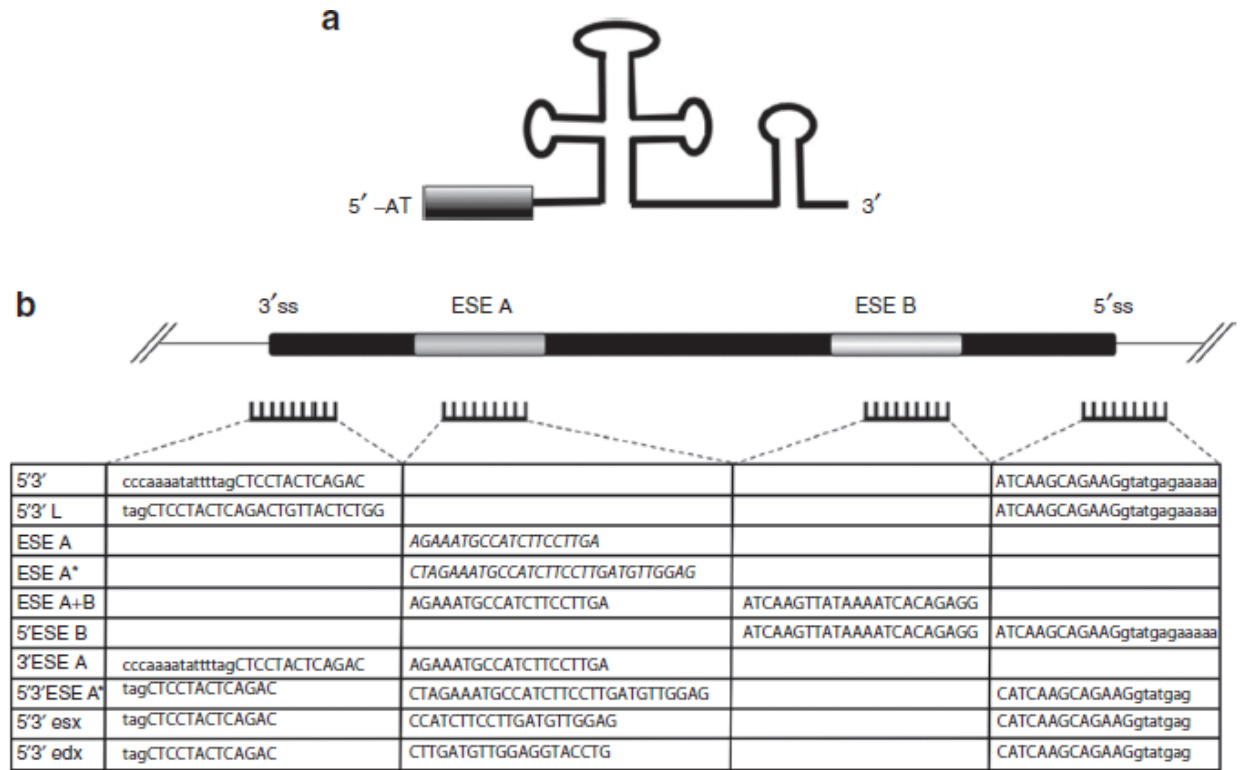 a
5′ –AT 3′
b
3′ss ESE A ESE B 5′ss
5′3′ cccaaaatattttagCTCCTACTCAGAC ATCAAGCAGAAGgtatgagaaaaa
5′3′ L tagCTCCTACTCAGACTGTTACTCTGG ATCAAGCAGAAGgtatgagaaaaa
ESE A AGAAATGCCATCTTCCTTGA
ESE A* CTAGAAATGCCATCTTCCTTGATGTTGGAG
ESE A+B AGAAATGCCATCTTCCTTGA ATCAAGTTATAAAATCACAGAGG
5′ESE B ATCAAGTTATAAAATCACAGAGG ATCAAGCAGAAGgtatgagaaaaa
3′ESE A cccaaaatattttagCTCCTACTCAGAC AGAAATGCCATCTTCCTTGA
5′3′ESE A* tagCTCCTACTCAGAC CTAGAAATGCCATCTTCCTTGATGTTGGAG CATCAAGCAGAAGgtatgag
5′3′ esx tagCTCCTACTCAGAC CCATCTTCCTTGATGTTGGAG CATCAAGCAGAAGgtatgag
5′3′ edx tagCTCCTACTCAGAC CTTGATGTTGGAGGTACCTG CATCAAGCAGAAGgtatgag